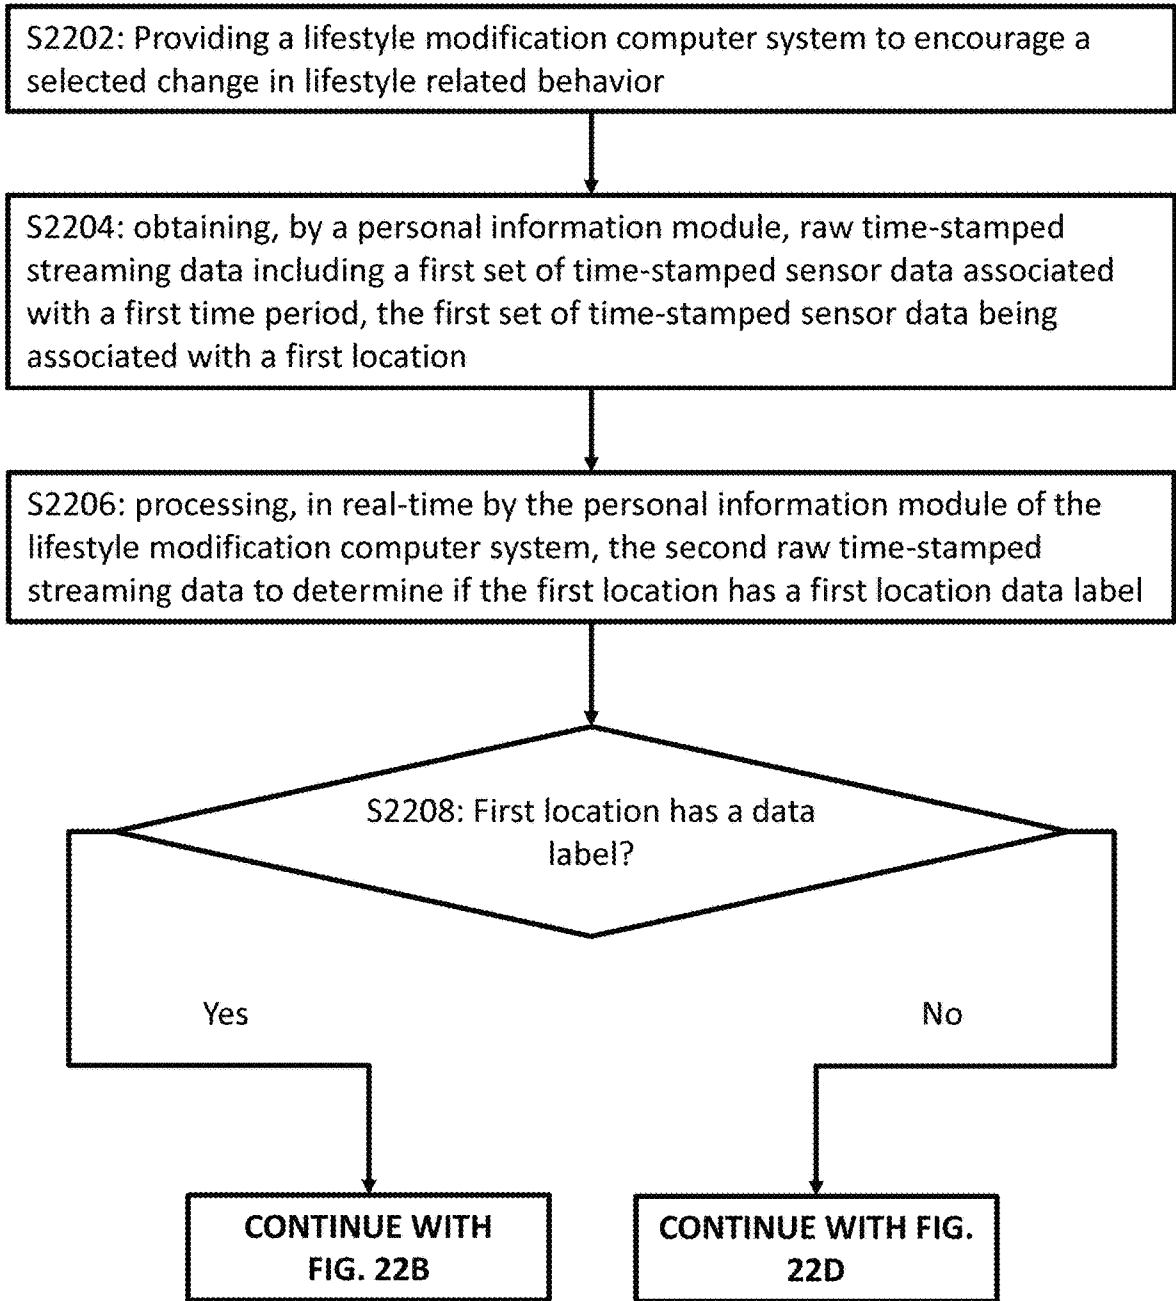 S2202: Providing a lifestyle modification computer system to encourage a
selected change in lifestyle related behavior
S2204: obtaining, by a personal information module, raw time-stamped
streaming data including a first set of time-stamped sensor data associated
with a first time period, the first set of time-stamped sensor data being
associated with a first location
S2206: processing, in real-time by the personal information module of the
lifestyle modification computer system, the second raw time-stamped
streaming data to determine if the first location has a first location data label
S2208: First location has a data
label?
Yes
No
CONTINUE WITH
FIG. 22B
CONTINUE WITH FIG.
22D